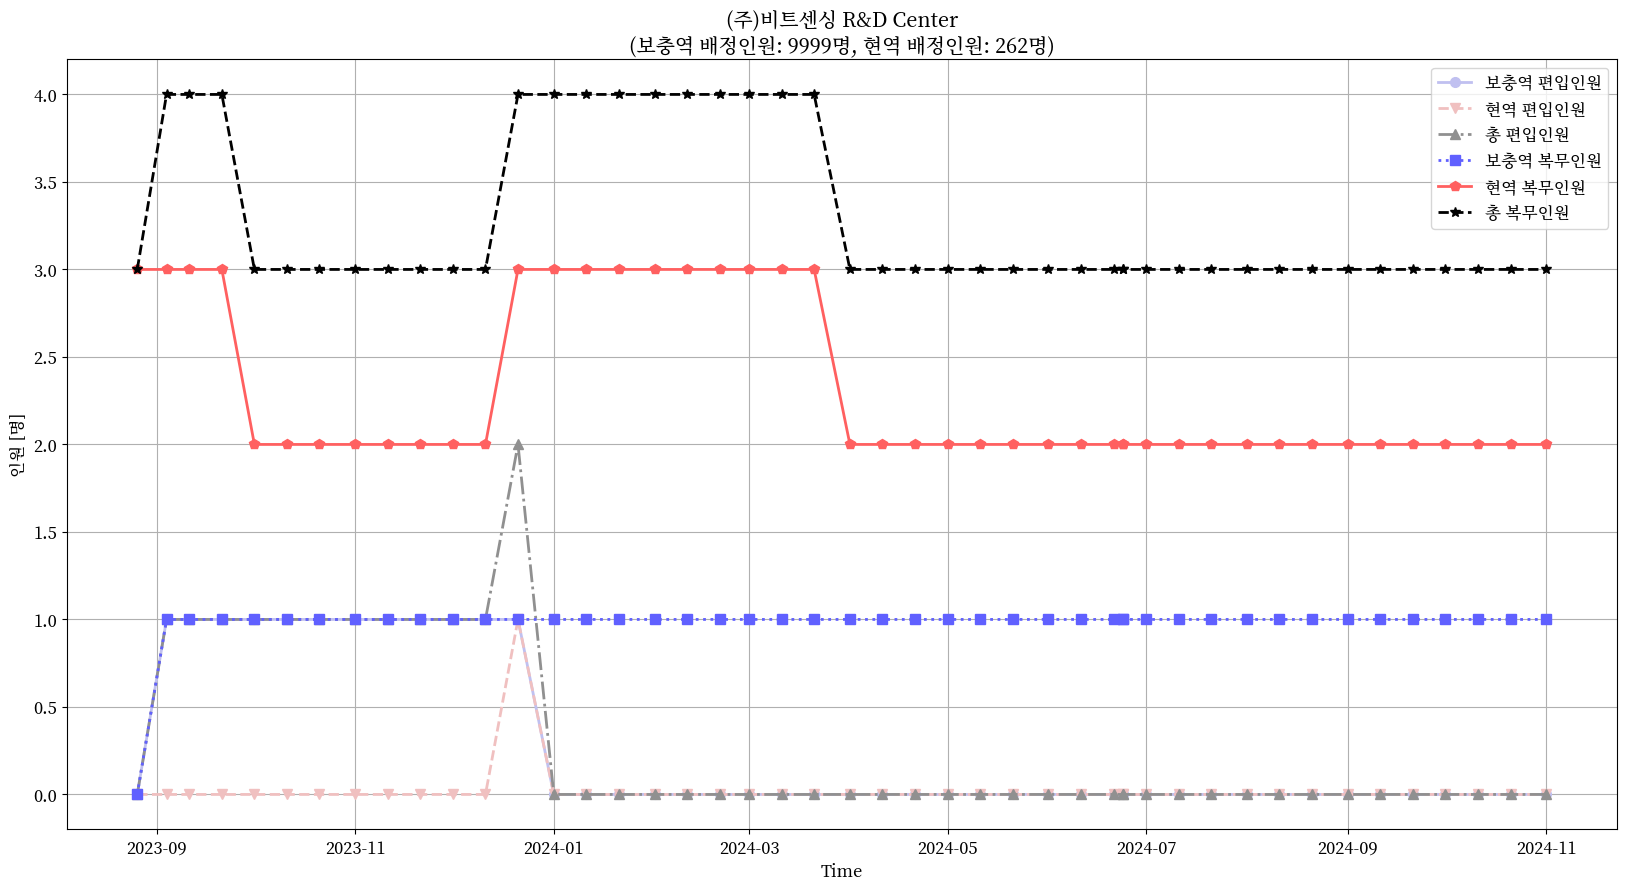 (주)비트센싱 R&D Center
(보충역 배정인원: 9999명, 현역 배정인원: 262명)
보충역 편입인원
현역 편입인원
총 편입인원
보충역 복무인원
현역 복무인원
총 복무인원
4.0
3.5
3.0
2.5
2.0
1.5
1.0
0.5
0.0
인원 [명]
2023-09
2023-11
2024-01
2024-03
2024-05
2024-07
2024-09
2024-11
Time